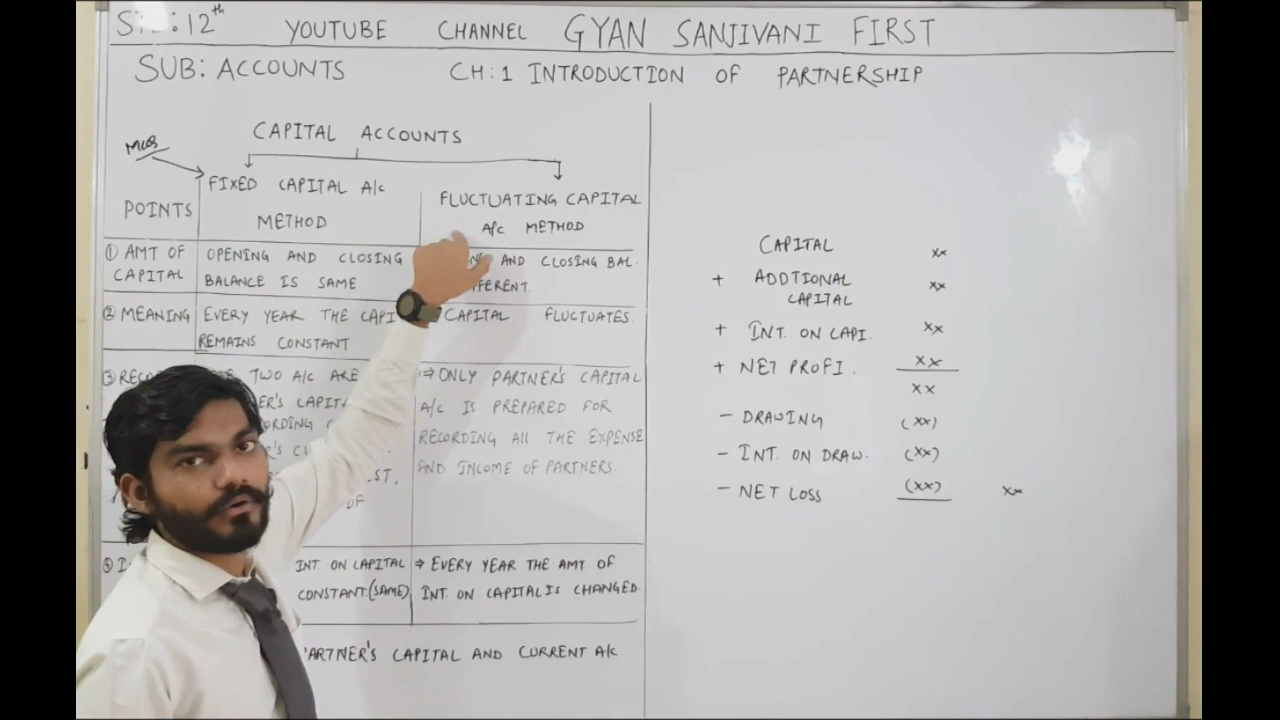 STD: 12th YOUTUBE CHANNEL GYAN SANJIVANI FIRST
SUB: ACCOUNTS CH: 1 INTRODUCTION OF PARTNERSHIP
CAPITAL ACCOUNTS
MCQS
POINTS
FIXED CAPITAL A/c
METHOD
FLUCTUATING CAPITAL
A/c METHOD
① AMT OF
CAPITAL
OPENING AND CLOSING
BALANCE IS SAME
AND CLOSING BAL.
② MEANING
EVERY YEAR THE CAPI
REMAINS CONSTANT
CAPITAL FLUCTUATES.
③
TWO A/C ARE
⇒ ONLY PARTNER'S CAPITAL
A/c IS PREPARED FOR
RECORDING All THE EXPENSE
AND INCOME OF PARTNERS.
INT. ON CAPITAL
CONSTANT.(SAME)
⇒ EVERY YEAR THE AMT OF
INT. ON CAPITAL IS CHANGED.
PARTNER'S CAPITAL AND CURRENT A/c
CAPITAL xx
+ ADDTIONAL
CAPITAL xx
+ INT. ON CAPI. xx
+ NET PROFI. xx
xx
- DRAWING (xx)
- INT. ON DRAW. (xx)
- NET LOSS (xx) xx